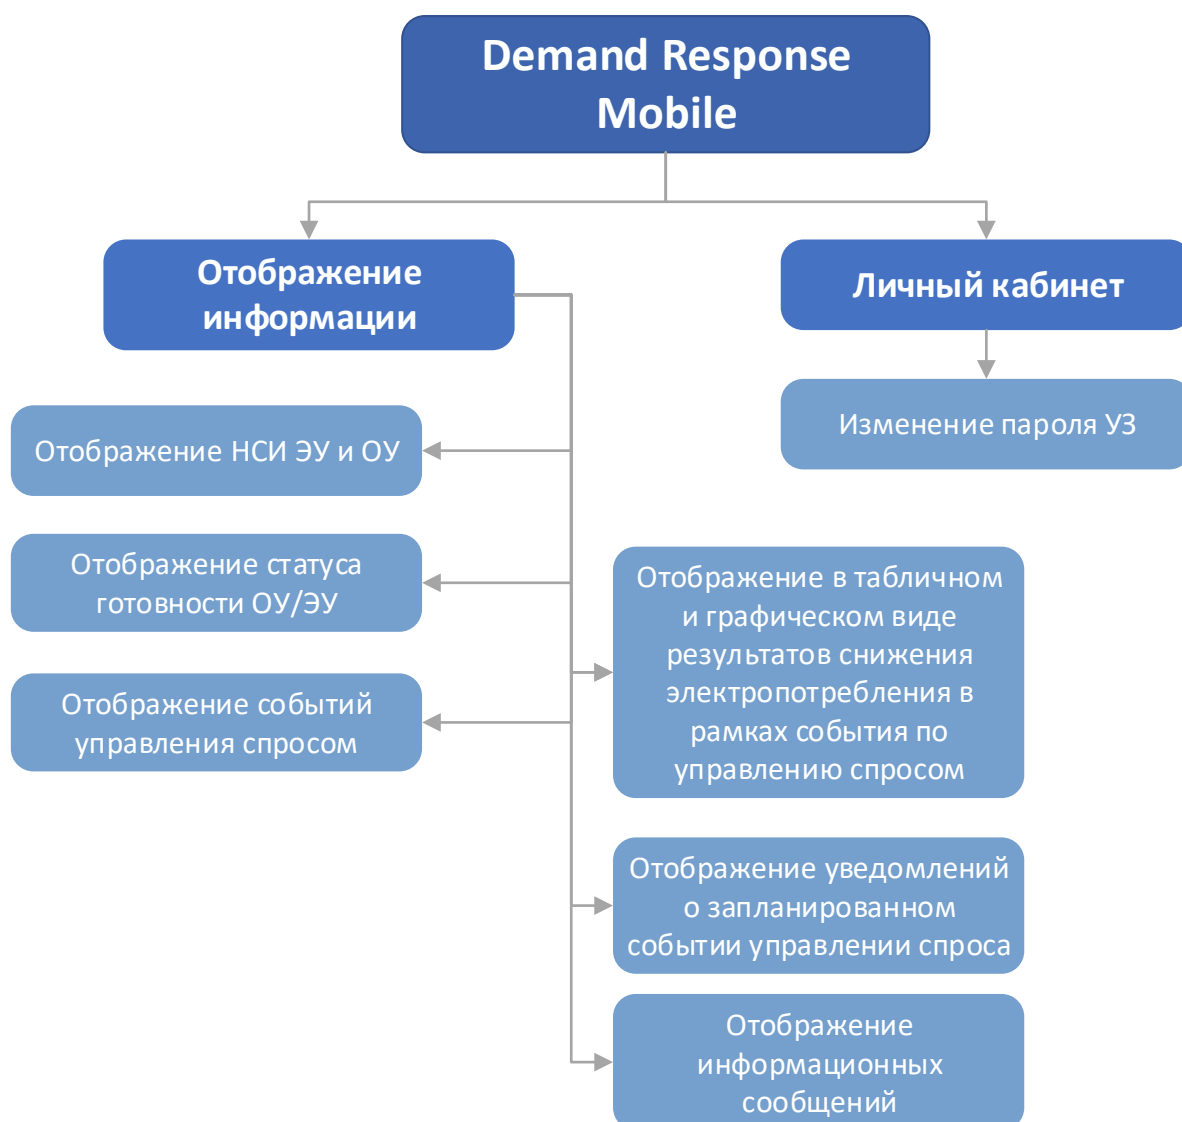 Demand Response
Mobile
Отображение
информации
Личный кабинет
Изменение пароля УЗ
Отображение НСИ ЭУ и ОУ
Отображение статуса
готовности ОУ/ЭУ
Отображение событий
управления спросом
Отображение в табличном
и графическом виде
результатов снижения
электропотребления в
рамках события по
управлению спросом
Отображение уведомлений
о запланированном
событии управлении спроса
Отображение
информационных
сообщений